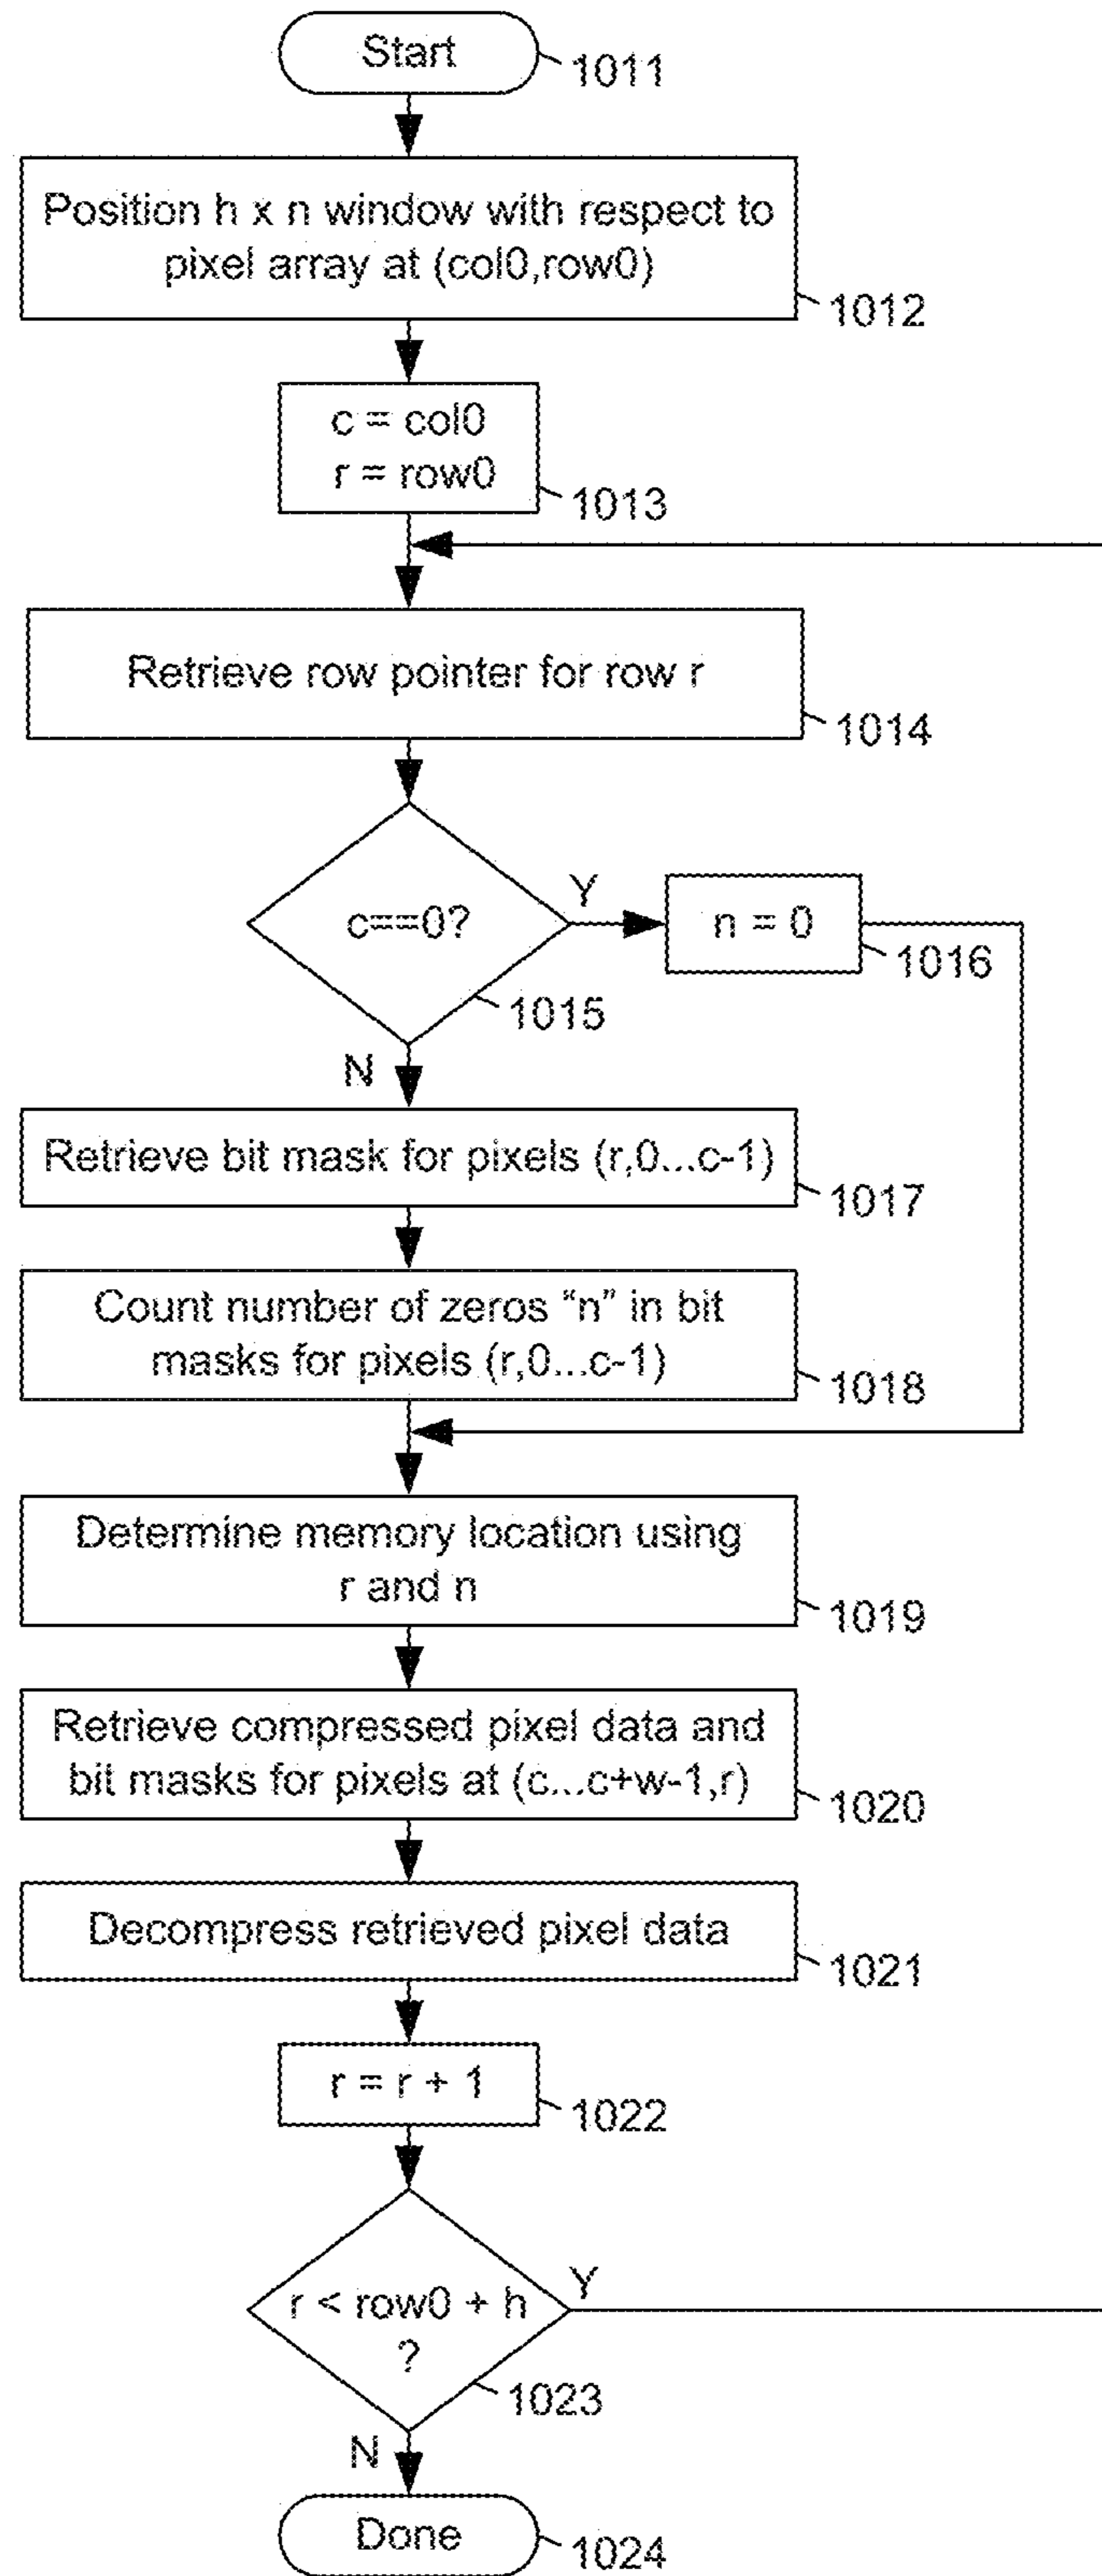 Start
1011
Position h x n window with respect to
pixel array at (col0,row0)
1012
c = col0
r = row0
1013
Retrieve row pointer for row r
1014
c==0?
Y
n = 0
1016
1015
N
Retrieve bit mask for pixels (r,0...c-1)
1017
Count number of zeros “n” in bit
masks for pixels (r,0...c-1)
1018
Determine memory location using
r and n
1019
Retrieve compressed pixel data and
bit masks for pixels at (c...c+w-1,r)
1020
Decompress retrieved pixel data
1021
r = r + 1
1022
r < row0 + h
?
Y
1023
N
Done
1024